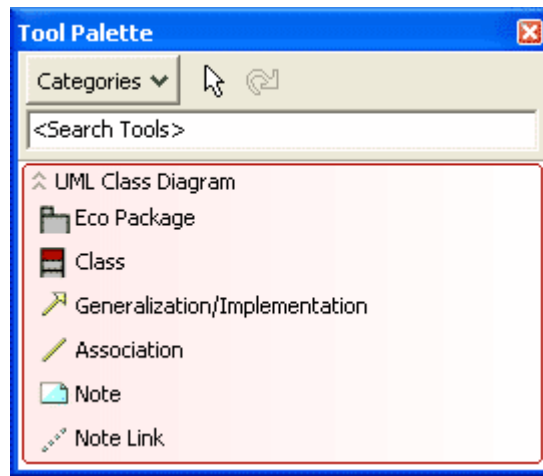 Tool Palette
Categories
<Search Tools>
UML Class Diagram
Eco Package
Class
Generalization/Implementation
Association
Note
Note Link